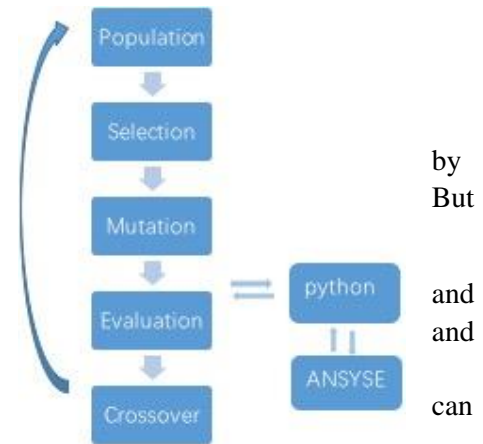 Population
Selection
by
But
Mutation
python
and
Evaluation
and
ANSYSE
can
Crossover